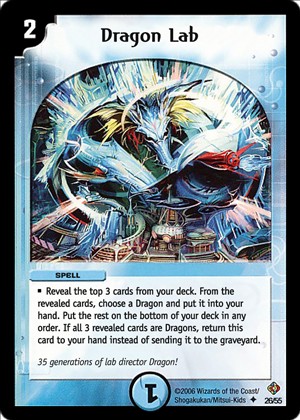 2
Dragon Lab
SPELL
▪ Reveal the top 3 cards from your deck. From the
revealed cards, choose a Dragon and put it into your
hand. Put the rest on the bottom of your deck in any
order. If all 3 revealed cards are Dragons, return this
card to your hand instead of sending it to the graveyard.
35 generations of lab director Dragon!
1
©2006 Wizards of the Coast/
Shogakukan/Mitsui-Kids ✦ 26/55